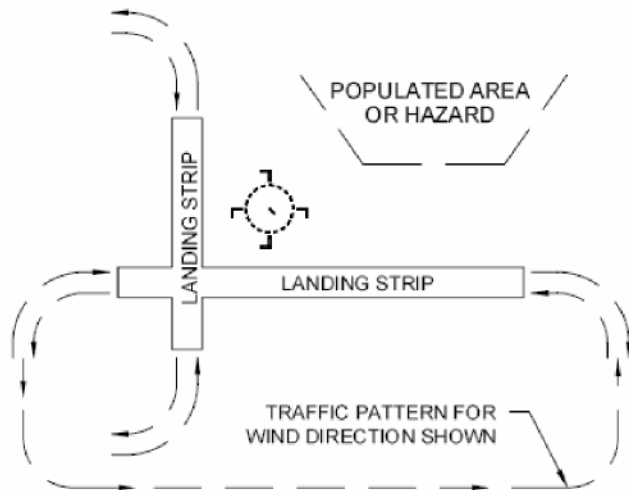 POPULATED AREA
OR HAZARD
LANDING STRIP
LANDING STRIP
TRAFFIC PATTERN FOR
WIND DIRECTION SHOWN